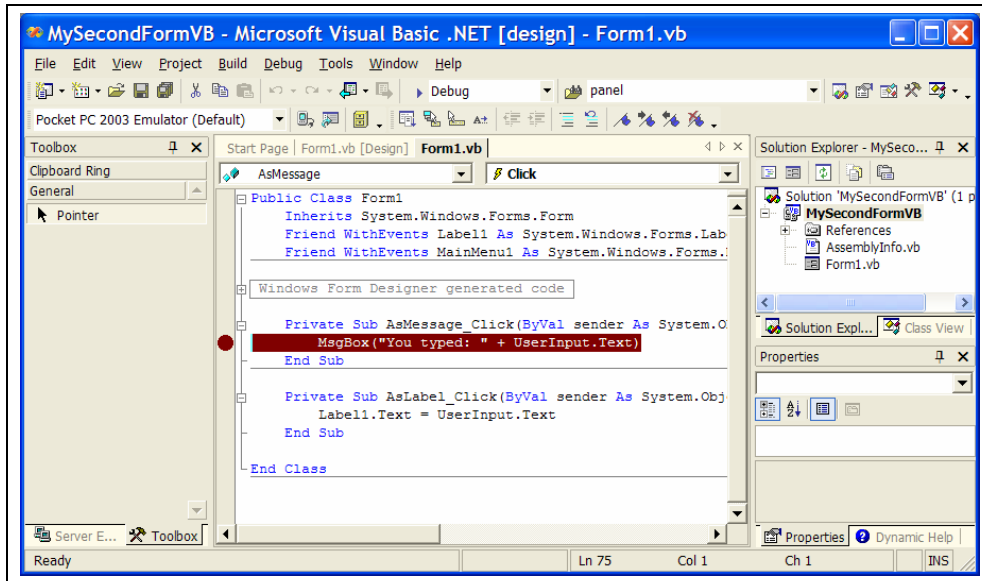 MySecondFormVB - Microsoft Visual Basic .NET [design] - Form1.vb
File Edit View Project Build Debug Tools Window Help
Debug panel
Pocket PC 2003 Emulator (Default)
Toolbox
Clipboard Ring
General
Pointer
Server E... Toolbox
Start Page Form1.vb [Design] Form1.vb
AsMessage Click
Public Class Form1
Inherits System.Windows.Forms.Form
Friend WithEvents Label1 As System.Windows.Forms.Lab
Friend WithEvents MainMenu1 As System.Windows.Forms.
Windows Form Designer generated code
Private Sub AsMessage_Click(ByVal sender As System.O
MsgBox("You typed: " + UserInput.Text)
End Sub
Private Sub AsLabel_Click(ByVal sender As System.Obj
Label1.Text = UserInput.Text
End Sub
End Class
Solution Explorer - MySeco...
Solution 'MySecondFormVB' (1 p
MySecondFormVB
References
AssemblyInfo.vb
Form1.vb
Solution Expl... Class View
Properties
Properties Dynamic Help
Ready Ln 75 Col 1 Ch 1 INS